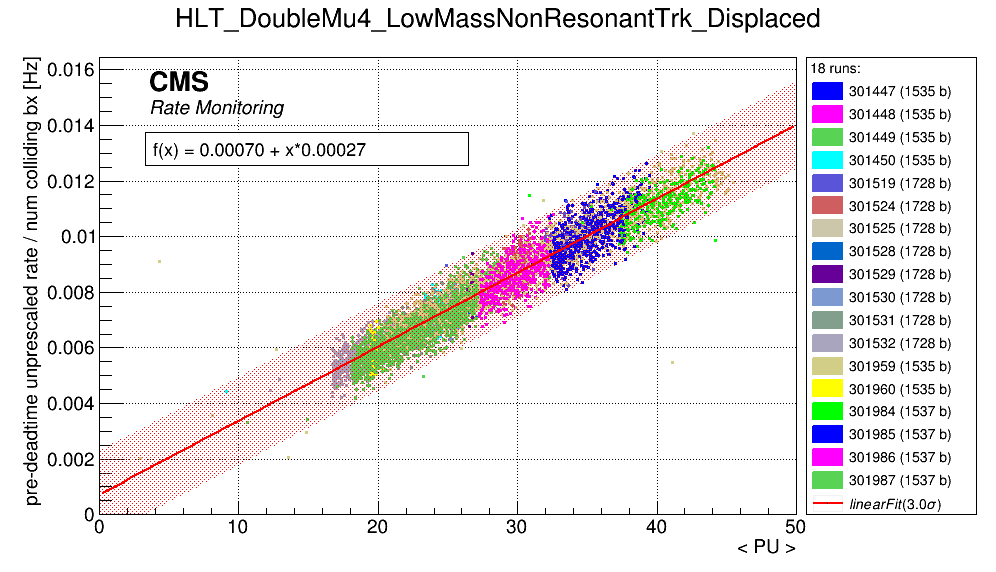 HLT_DoubleMu4_LowMassNonResonantTrk_Displaced
pre-deadtime unprescaled rate / num colliding bx [Hz]
0.016
0.014
0.012
0.01
0.008
0.006
0.004
0.002
0
CMS
Rate Monitoring
f(x) = 0.00070 + x*0.00027
0 10 20 30 40 50
< PU >
18 runs:
301447 (1535 b)
301448 (1535 b)
301449 (1535 b)
301450 (1535 b)
301519 (1728 b)
301524 (1728 b)
301525 (1728 b)
301528 (1728 b)
301529 (1728 b)
301530 (1728 b)
301531 (1728 b)
301532 (1728 b)
301959 (1535 b)
301960 (1535 b)
301984 (1537 b)
301985 (1537 b)
301986 (1537 b)
301987 (1537 b)
linearFit(3.0σ)